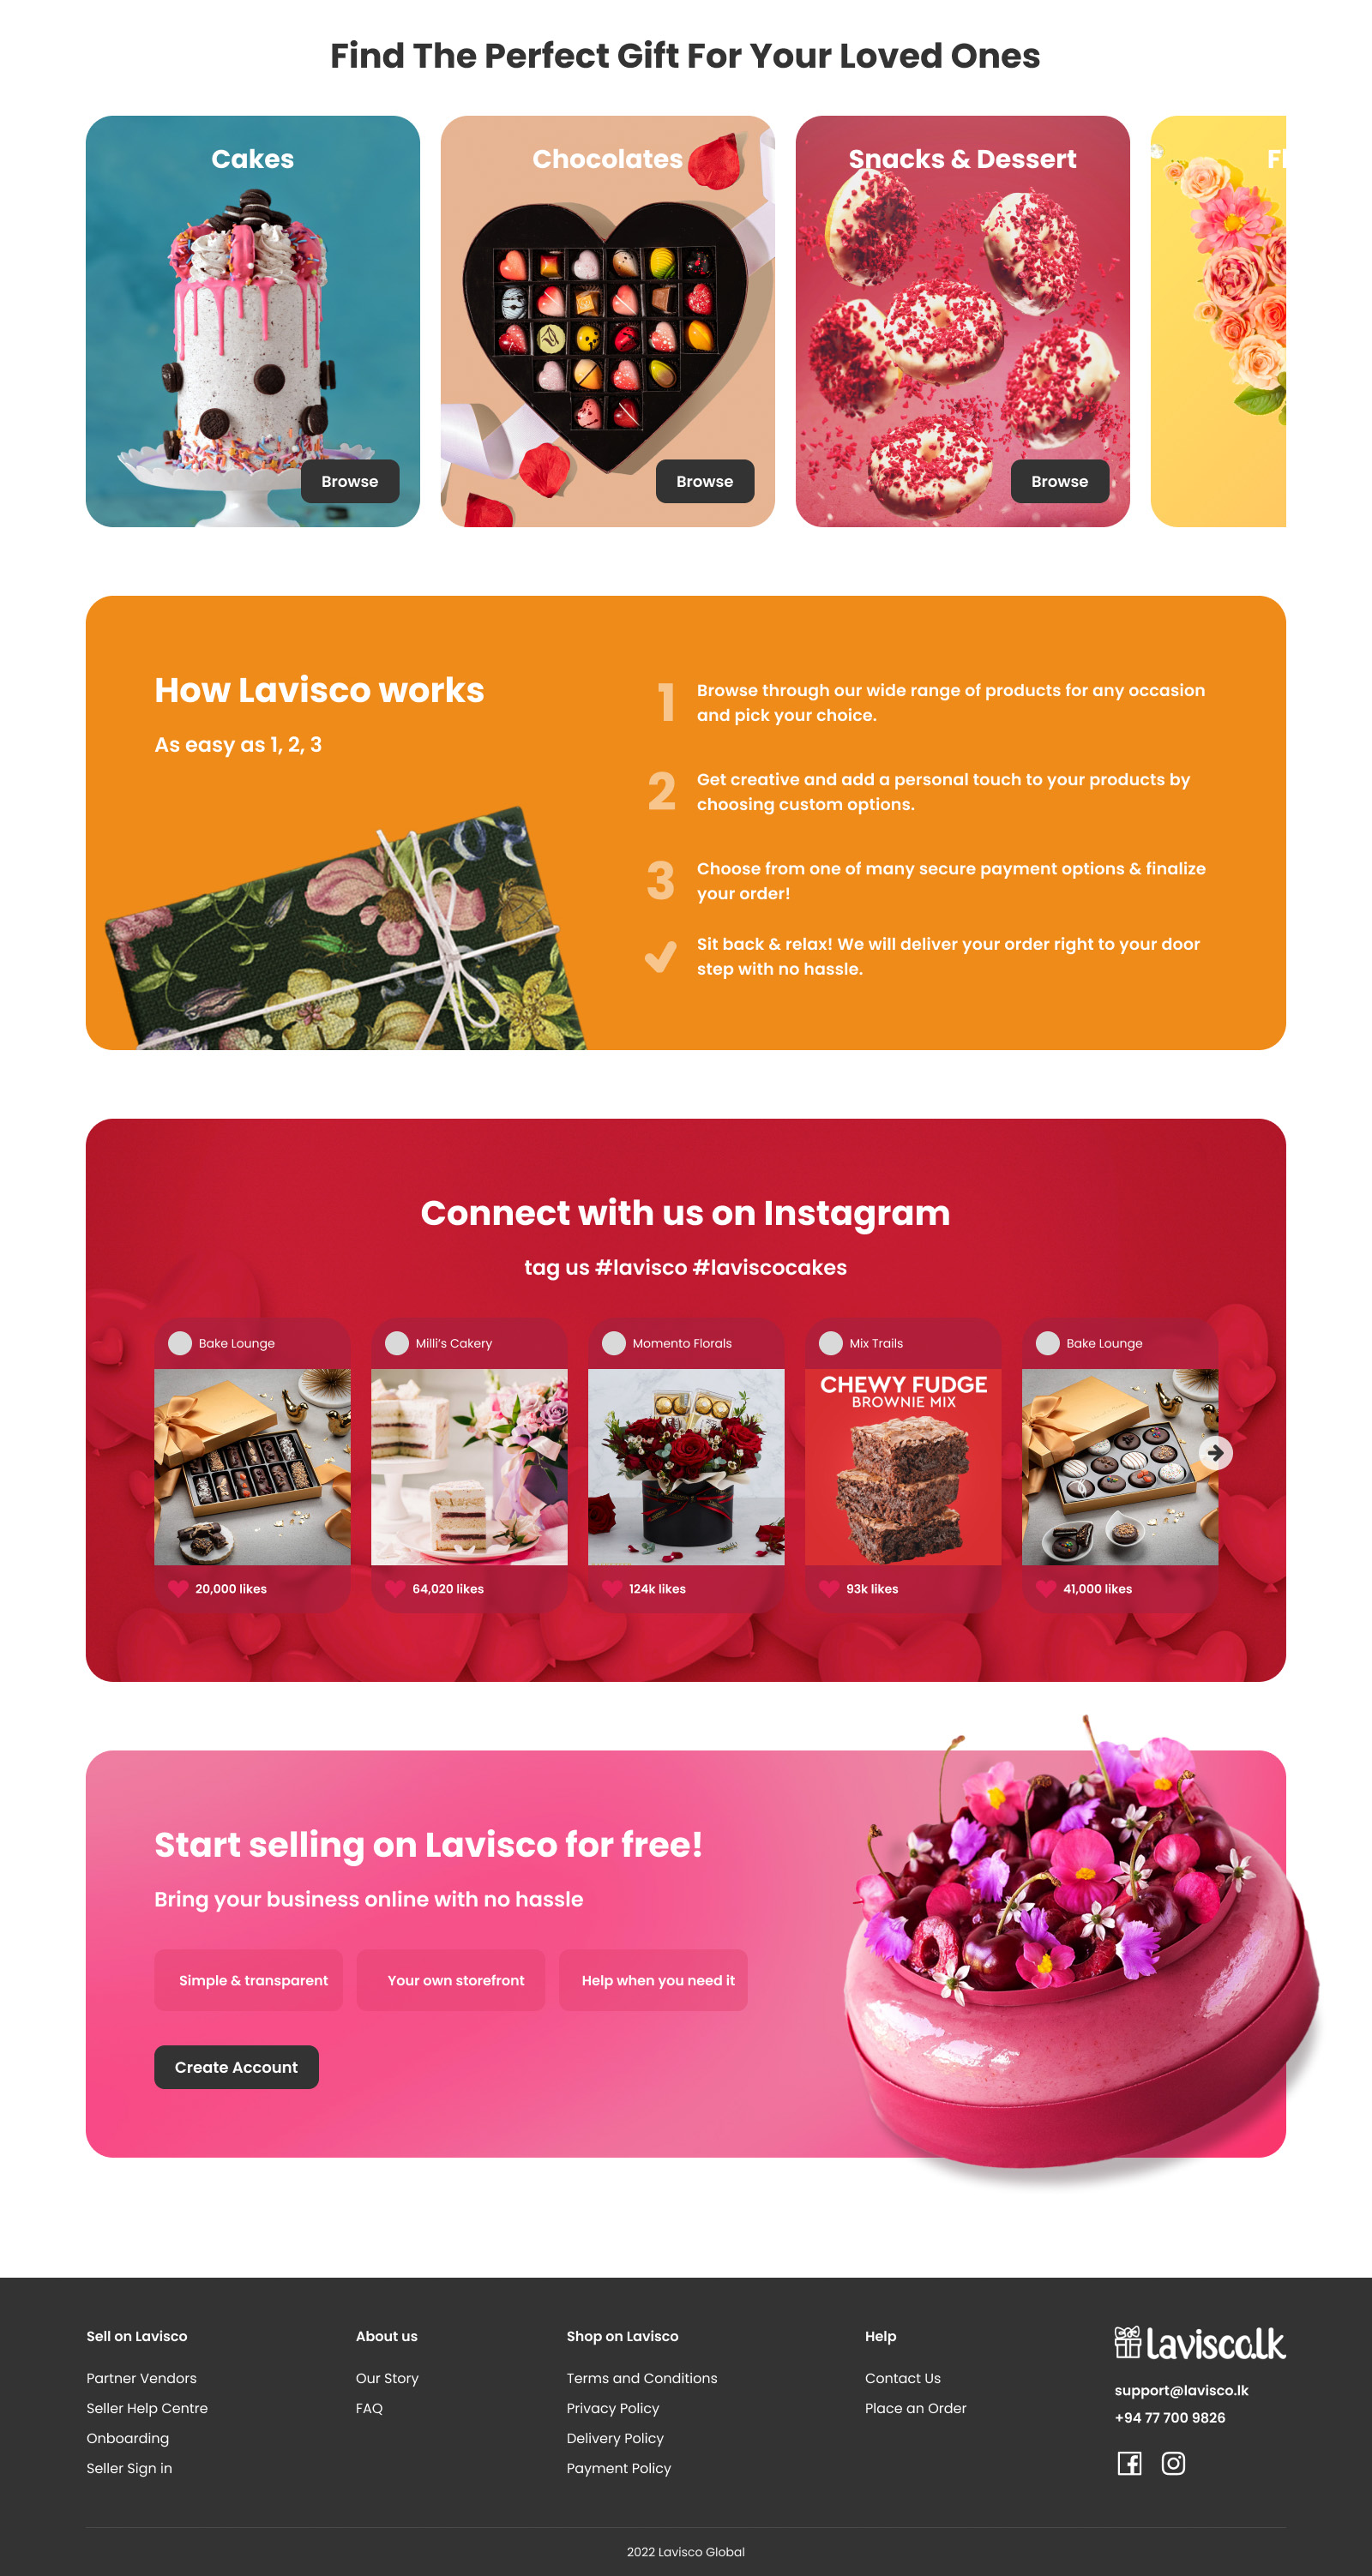 Find The Perfect Gift For Your Loved Ones
Cakes
Browse
Chocolates
Browse
Snacks & Dessert
Browse
How Lavisco works
As easy as 1, 2, 3
1
Browse through our wide range of products for any occasion
and pick your choice.
2
Get creative and add a personal touch to your products by
choosing custom options.
3
Choose from one of many secure payment options & finalize
your order!
Sit back & relax! We will deliver your order right to your door
step with no hassle.
Connect with us on Instagram
tag us #lavisco #laviscocakes
Bake Lounge
20,000 likes
Milli's Cakery
64,020 likes
Momento Florals
124k likes
Mix Trails
CHEWY FUDGE
BROWNIE MIX
93k likes
Bake Lounge
41,000 likes
Start selling on Lavisco for free!
Bring your business online with no hassle
Simple & transparent
Your own storefront
Help when you need it
Create Account
Sell on Lavisco
Partner Vendors
Seller Help Centre
Onboarding
Seller Sign in
About us
Our Story
FAQ
Shop on Lavisco
Terms and Conditions
Privacy Policy
Delivery Policy
Payment Policy
Help
Contact Us
Place an Order
lavisco.lk
support@lavisco.lk
+94 77 700 9826
2022 Lavisco Global